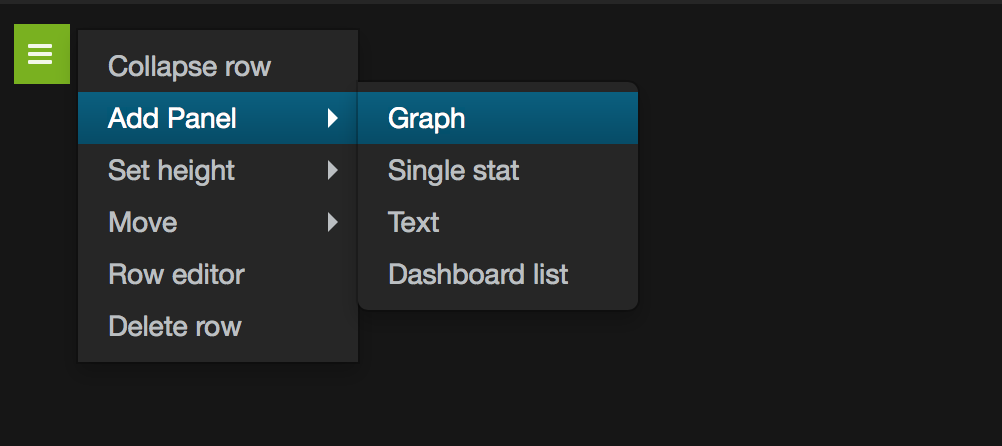 Collapse row
Add Panel
Set height
Move
Row editor
Delete row
Graph
Single stat
Text
Dashboard list